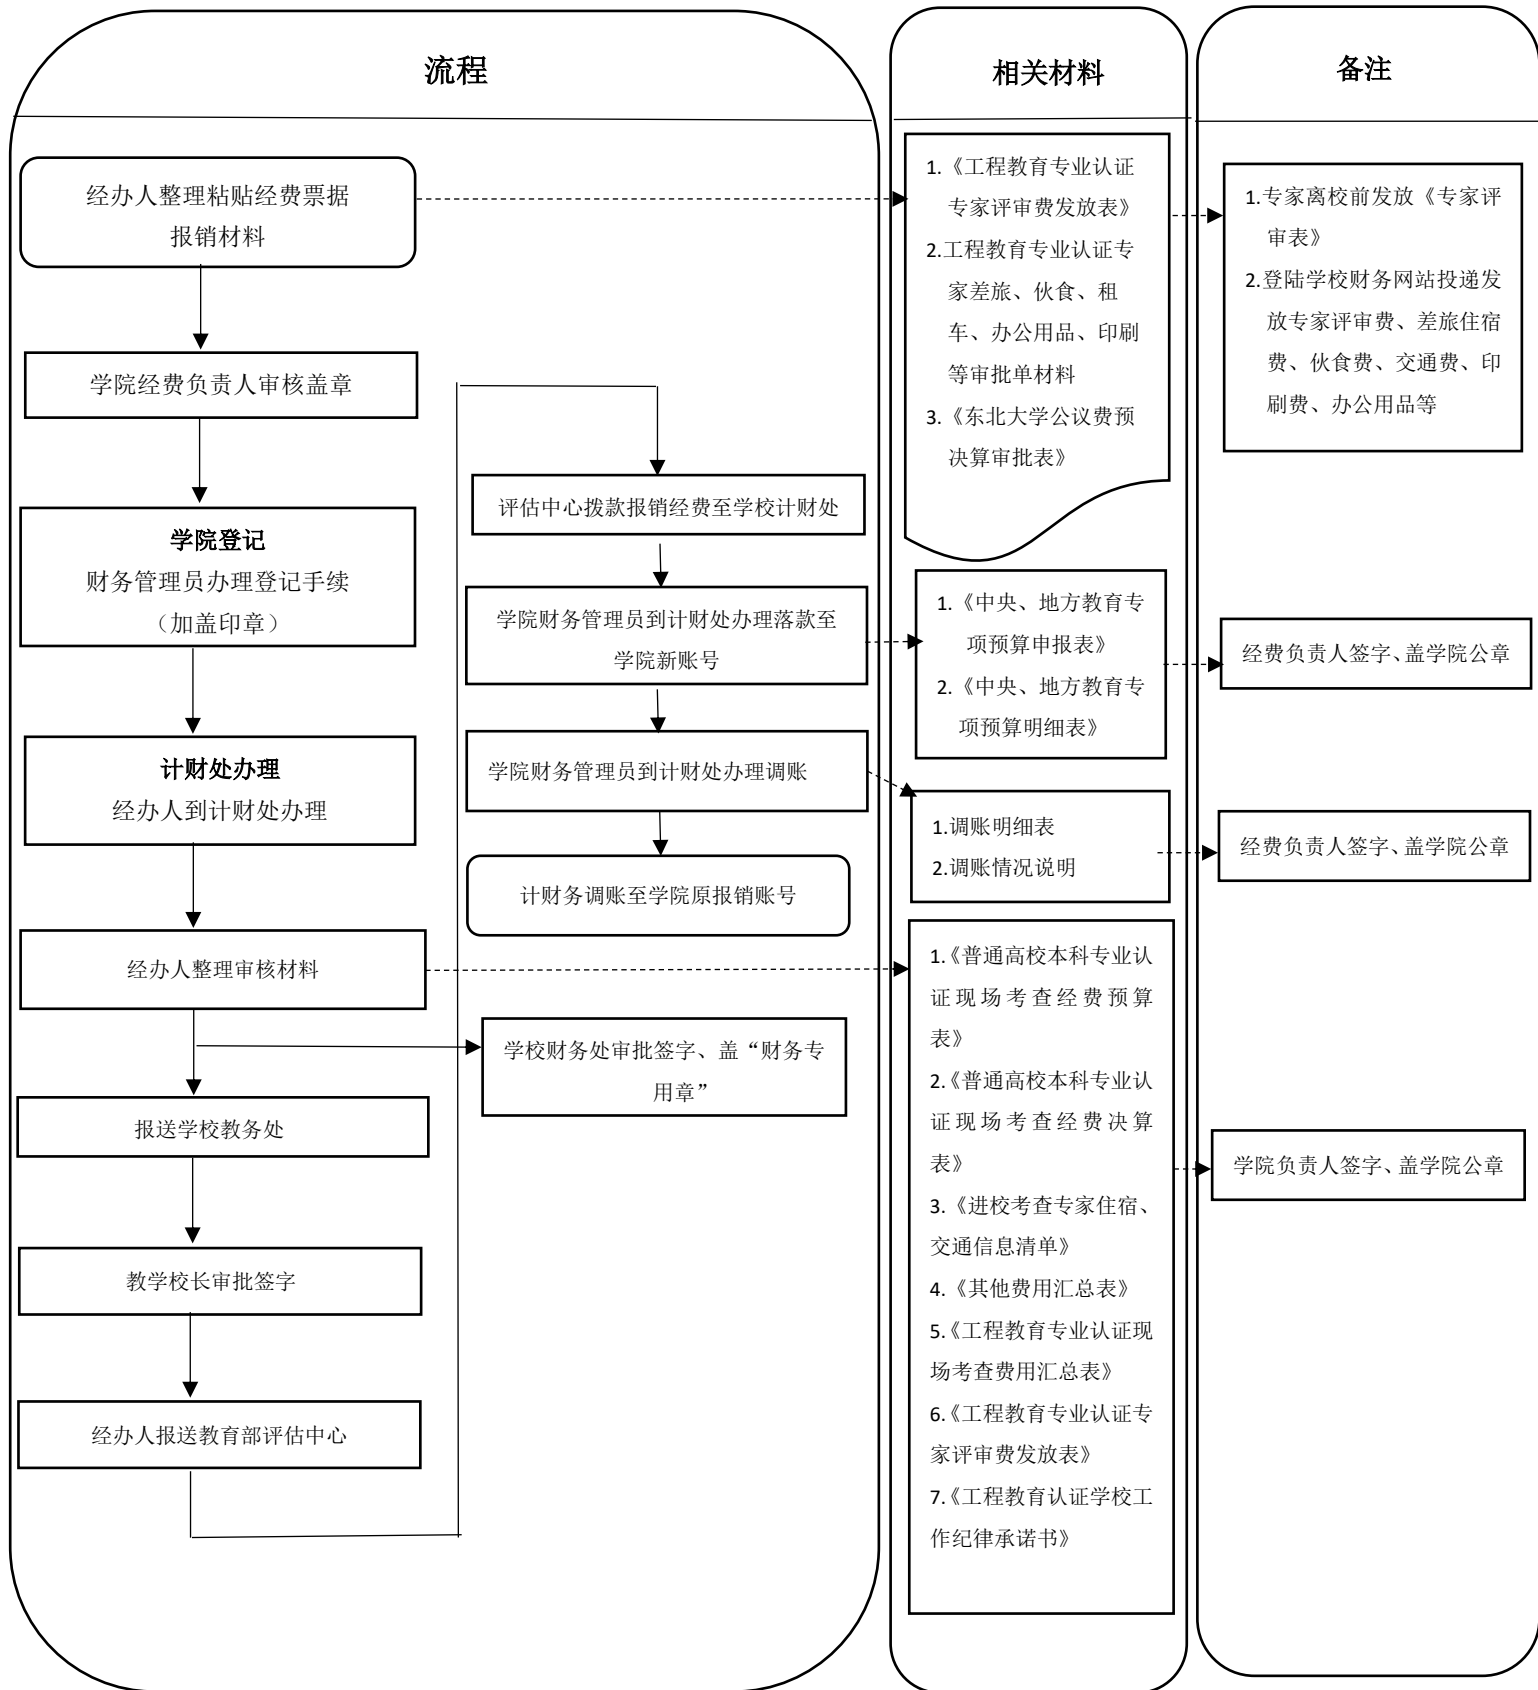 流程
经办人整理粘贴经费票据
报销材料
学院经费负责人审核盖章
学院登记
财务管理员办理登记手续
（加盖印章）
计财处办理
经办人到计财处办理
经办人整理审核材料
学校财务处审批签字、盖“财务专
用章”
报送学校教务处
教学校长审批签字
经办人报送教育部评估中心
评估中心拨款报销经费至学校计财处
学院财务管理员到计财处办理落款至
学院新账号
学院财务管理员到计财处办理调账
计财务调账至学院原报销账号
相关材料
1.《工程教育专业认证
专家评审费发放表》
2.工程教育专业认证专
家差旅、伙食、租
车、办公用品、印刷
等审批单材料
3.《东北大学公议费预
决算审批表》
1.《中央、地方教育专
项预算申报表》
2.《中央、地方教育专
项预算明细表》
1.调账明细表
2.调账情况说明
1.《普通高校本科专业认
证现场考查经费预算
表》
2.《普通高校本科专业认
证现场考查经费决算
表》
3.《进校考查专家住宿、
交通信息清单》
4.《其他费用汇总表》
5.《工程教育专业认证现
场考查费用汇总表》
6.《工程教育专业认证专
家评审费发放表》
7.《工程教育认证学校工
作纪律承诺书》
备注
1.专家离校前发放《专家评
审表》
2.登陆学校财务网站投递发
放专家评审费、差旅住宿
费、伙食费、交通费、印
刷费、办公用品等
经费负责人签字、盖学院公章
经费负责人签字、盖学院公章
学院负责人签字、盖学院公章